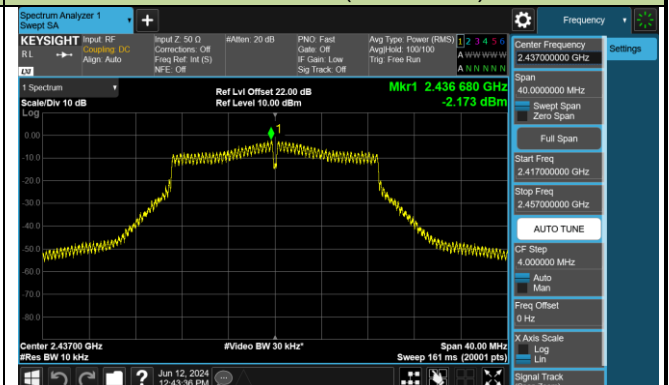 Spectrum Analyzer 1
Swept SA
+
Frequency
KEYSIGHT
RL
LXI
Input: RF
Coupling: DC
Align: Auto
Input Z: 50 Ω
Corrections: Off
Freq Ref: Int (S)
NFE: Off
#Atten: 20 dB
PNO: Fast
Gate: Off
IF Gain: Low
Sig Track: Off
Avg Type: Power (RMS)
Avg|Hold: 100/100
Trig: Free Run
1 2 3 4 5 6
A W W W W W
A N N N N N
1 Spectrum
Scale/Div 10 dB
Log
Ref Lvl Offset 22.00 dB
Ref Level 10.00 dBm
Mkr1 2.436 680 GHz
-2.173 dBm
1
0.00
-10.0
-20.0
-30.0
-40.0
-50.0
-60.0
-70.0
-80.0
Center 2.43700 GHz
#Res BW 10 kHz
#Video BW 30 kHz*
Span 40.00 MHz
Sweep 161 ms (20001 pts)
Center Frequency
2.437000000 GHz
Settings
Span
40.0000000 MHz
Swept Span
Zero Span
Full Span
Start Freq
2.417000000 GHz
Stop Freq
2.457000000 GHz
AUTO TUNE
CF Step
4.000000 MHz
Auto
Man
Freq Offset
0 Hz
X Axis Scale
Log
Lin
Signal Track
?
Jun 12, 2024
12:43:36 PM